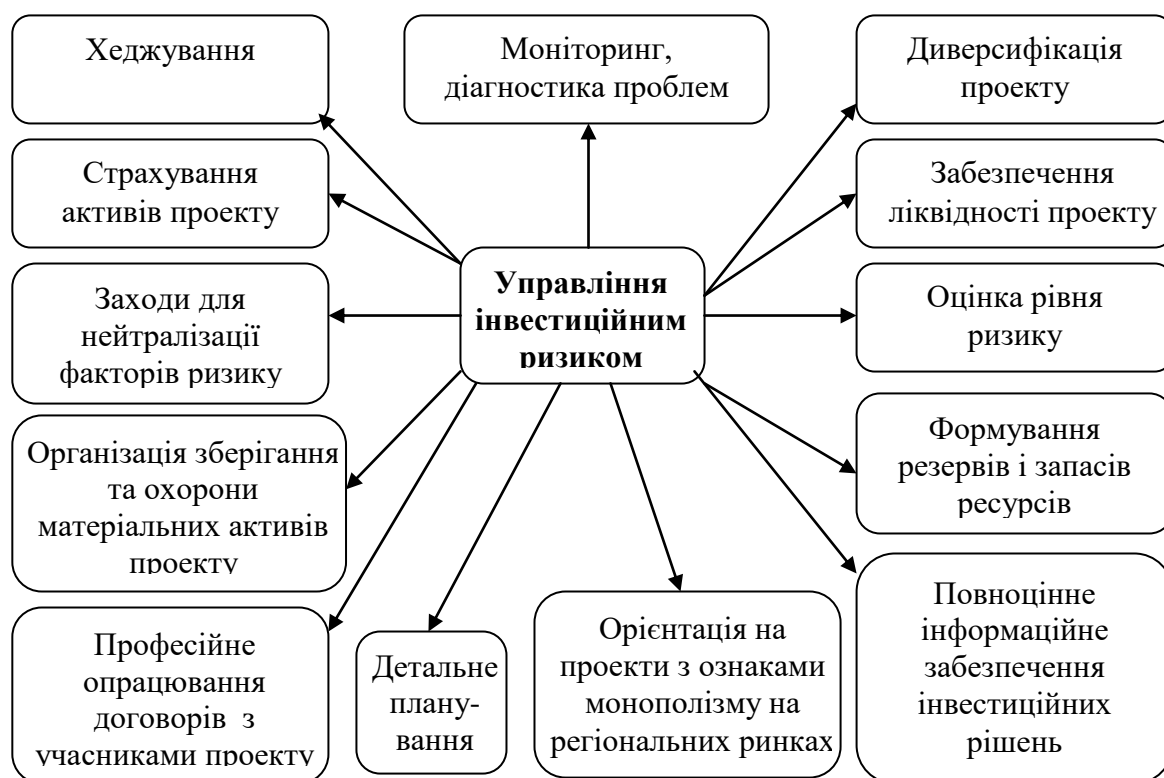 Хеджування
Моніторинг,
діагностика проблем
Диверсифікація
проекту
Страхування
активів проекту
Забезпечення
ліквідності проекту
Управління
інвестиційним
ризиком
Заходи для
нейтралізації
факторів ризику
Оцінка рівня
ризику
Організація зберігання
та охорони
матеріальних активів
проекту
Формування
резервів і запасів
ресурсів
Професійне
опрацювання
договорів з
учасниками проекту
Детальне
плану-
вання
Орієнтація на
проекти з ознаками
монополізму на
регіональних ринках
Повноцінне
інформаційне
забезпечення
інвестиційних
рішень